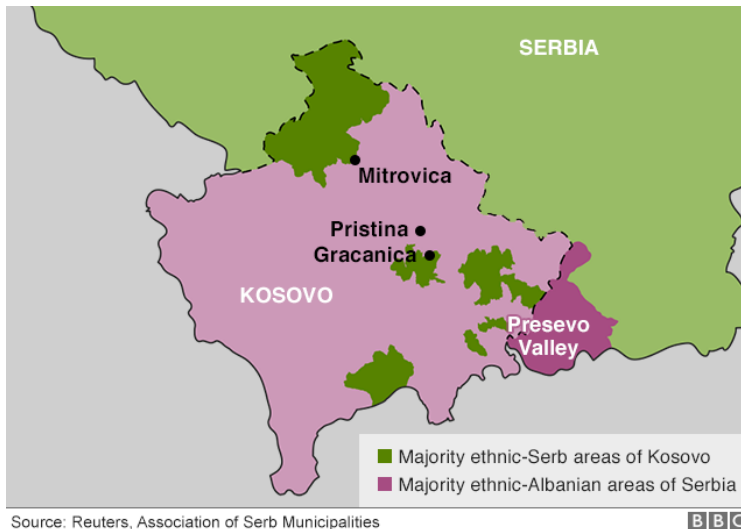 SERBIA
Mitrovica
Pristina
Gracanica
KOSOVO
Presevo
Valley
Majority ethnic-Serb areas of Kosovo
Majority ethnic-Albanian areas of Serbia
Source: Reuters, Association of Serb Municipalities
BBC